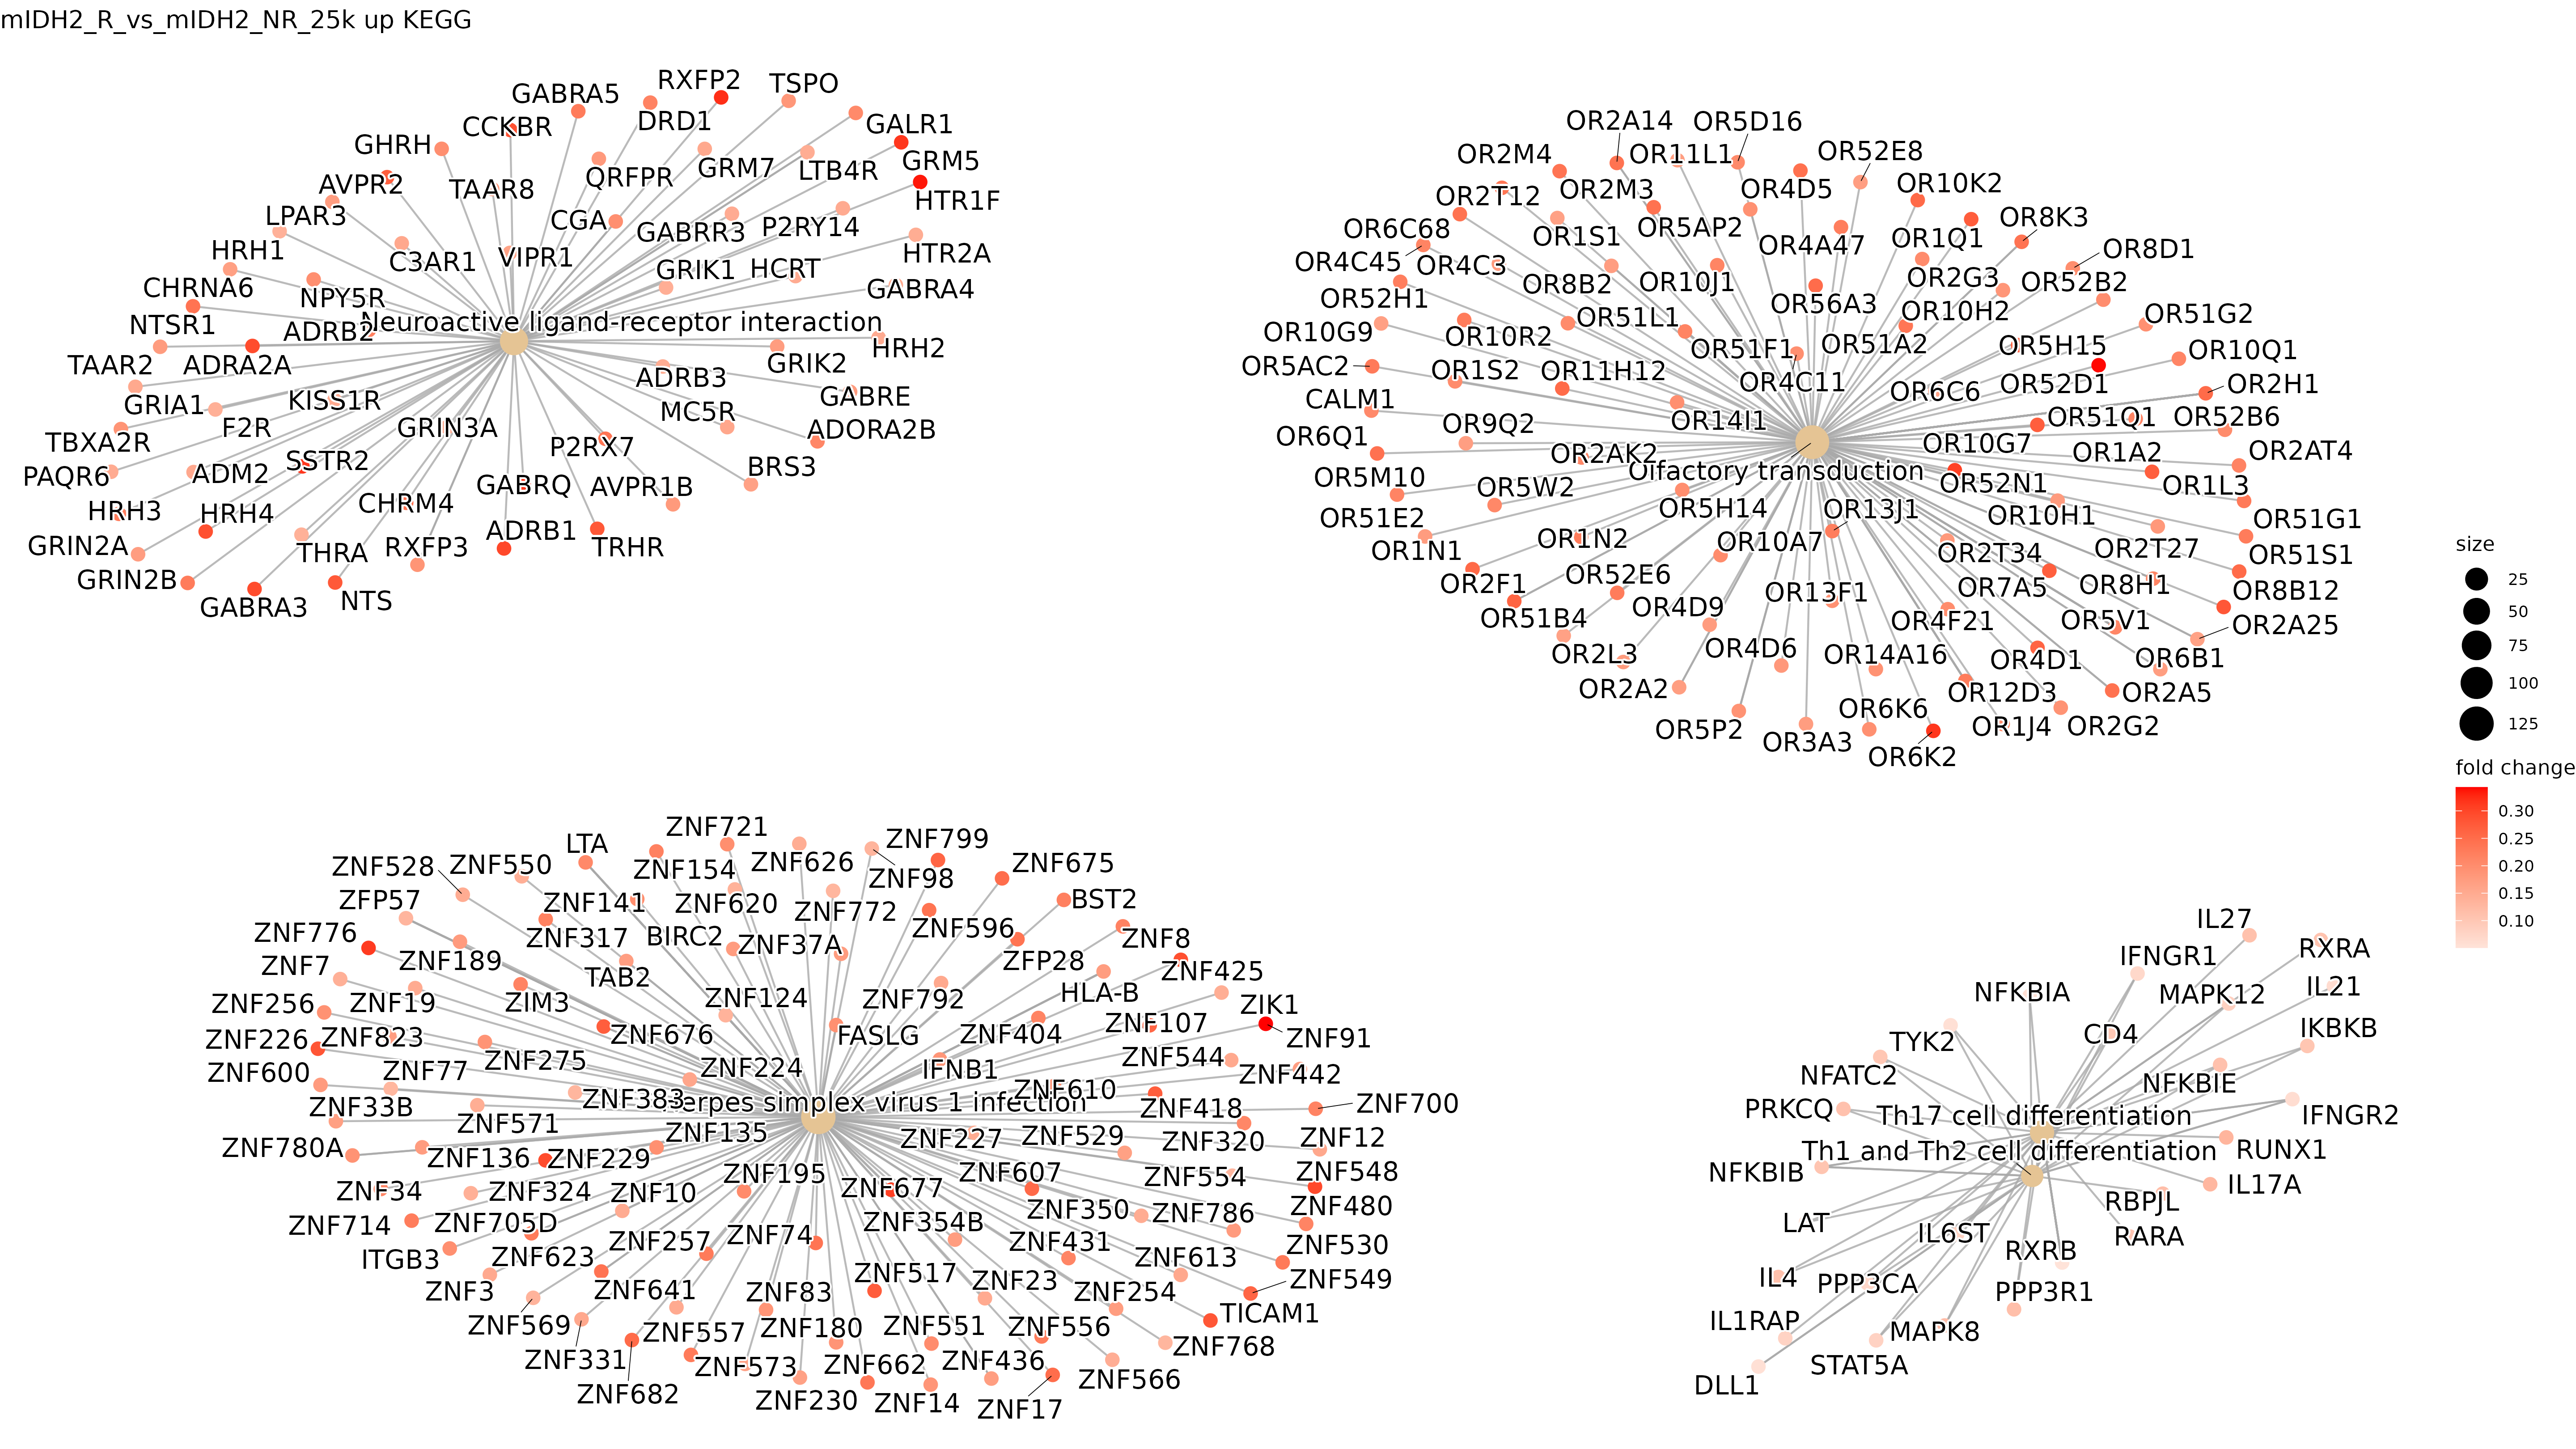 mIDH2_R_vs_mIDH2_NR_25k up KEGG
RXFP2
TSPO
GABRA5
DRD1
GALR1
CCKBR
GHRH
GRM5
QRFPR
GRM7
LTB4R
AVPR2
TAAR8
HTR1F
LPAR3
CGA
GABRR3
P2RY14
HRH1
C3AR1
VIPR1
HTR2A
GRIK1
HCRT
CHRNA6
NPY5R
GABRA4
NTSR1
ADRB2
Neuroactive ligand-receptor interaction
HRH2
TAAR2
ADRA2A
GRIK2
ADRB3
GRIA1
KISS1R
GABRE
MC5R
TBXA2R
F2R
GRIN3A
ADORA2B
P2RX7
PAQR6
ADM2
SSTR2
BRS3
GABRQ
AVPR1B
HRH3
HRH4
CHRM4
ADRB1
TRHR
GRIN2A
THRA
RXFP3
GRIN2B
GABRA3
NTS
OR2A14
OR5D16
OR2M4
OR11L1
OR52E8
OR2T12
OR2M3
OR4D5
OR10K2
OR6C68
OR1S1
OR5AP2
OR4A47
OR1Q1
OR8K3
OR8D1
OR4C45
OR4C3
OR8B2
OR10J1
OR2G3
OR52B2
OR52H1
OR56A3
OR10H2
OR51G2
OR10G9
OR10R2
OR51L1
OR51F1
OR51A2
OR5H15
OR10Q1
OR5AC2
OR1S2
OR11H12
OR4C11
OR6C6
OR52D1
OR2H1
CALM1
OR14I1
OR51Q1
OR52B6
OR6Q1
OR9Q2
OR2AK2
OR10G7
OR1A2
OR2AT4
Olfactory transduction
OR5M10
OR5W2
OR52N1
OR1L3
OR51E2
OR5H14
OR13J1
OR10H1
OR51G1
OR1N1
OR1N2
OR10A7
OR2T34
OR2T27
OR51S1
OR2F1
OR52E6
OR13F1
OR7A5
OR8H1
OR8B12
OR51B4
OR4D9
OR4F21
OR5V1
OR2A25
OR2L3
OR4D6
OR14A16
OR4D1
OR6B1
OR2A2
OR12D3
OR2A5
OR5P2
OR3A3
OR6K6
OR1J4
OR2G2
OR6K2
size
25
50
75
100
125
fold change
0.30
0.25
0.20
0.15
0.10
ZNF721
LTA
ZNF799
ZNF528
ZNF550
ZNF154
ZNF626
ZNF98
ZNF675
ZFP57
ZNF141
ZNF620
ZNF772
BST2
ZNF776
ZNF317
BIRC2
ZNF37A
ZNF596
ZNF8
ZNF7
ZNF189
TAB2
ZFP28
ZNF425
ZNF256
ZNF19
ZIM3
ZNF124
ZNF792
HLA-B
ZIK1
ZNF226
ZNF823
ZNF676
FASLG
ZNF404
ZNF107
ZNF91
ZNF600
ZNF77
ZNF275
ZNF224
IFNB1
ZNF544
ZNF442
ZNF33B
ZNF383
Herpes simplex virus 1 infection
ZNF610
ZNF418
ZNF700
ZNF571
ZNF135
ZNF227
ZNF529
ZNF320
ZNF12
ZNF780A
ZNF136
ZNF229
ZNF195
ZNF607
ZNF554
ZNF548
ZNF34
ZNF324
ZNF10
ZNF677
ZNF350
ZNF786
ZNF480
ZNF714
ZNF705D
ZNF257
ZNF74
ZNF354B
ZNF431
ZNF613
ZNF530
ITGB3
ZNF623
ZNF517
ZNF23
ZNF254
ZNF549
ZNF3
ZNF641
ZNF83
TICAM1
ZNF569
ZNF557
ZNF180
ZNF551
ZNF556
ZNF768
ZNF331
ZNF573
ZNF662
ZNF436
ZNF566
ZNF682
ZNF230
ZNF14
ZNF17
IL27
IFNGR1
RXRA
NFKBIA
MAPK12
IL21
TYK2
CD4
IKBKB
NFATC2
NFKBIE
PRKCQ
Th17 cell differentiation
IFNGR2
Th1 and Th2 cell differentiation
RUNX1
NFKBIB
IL17A
LAT
IL6ST
RBPJL
RXRB
RARA
IL4
PPP3CA
PPP3R1
IL1RAP
MAPK8
STAT5A
DLL1